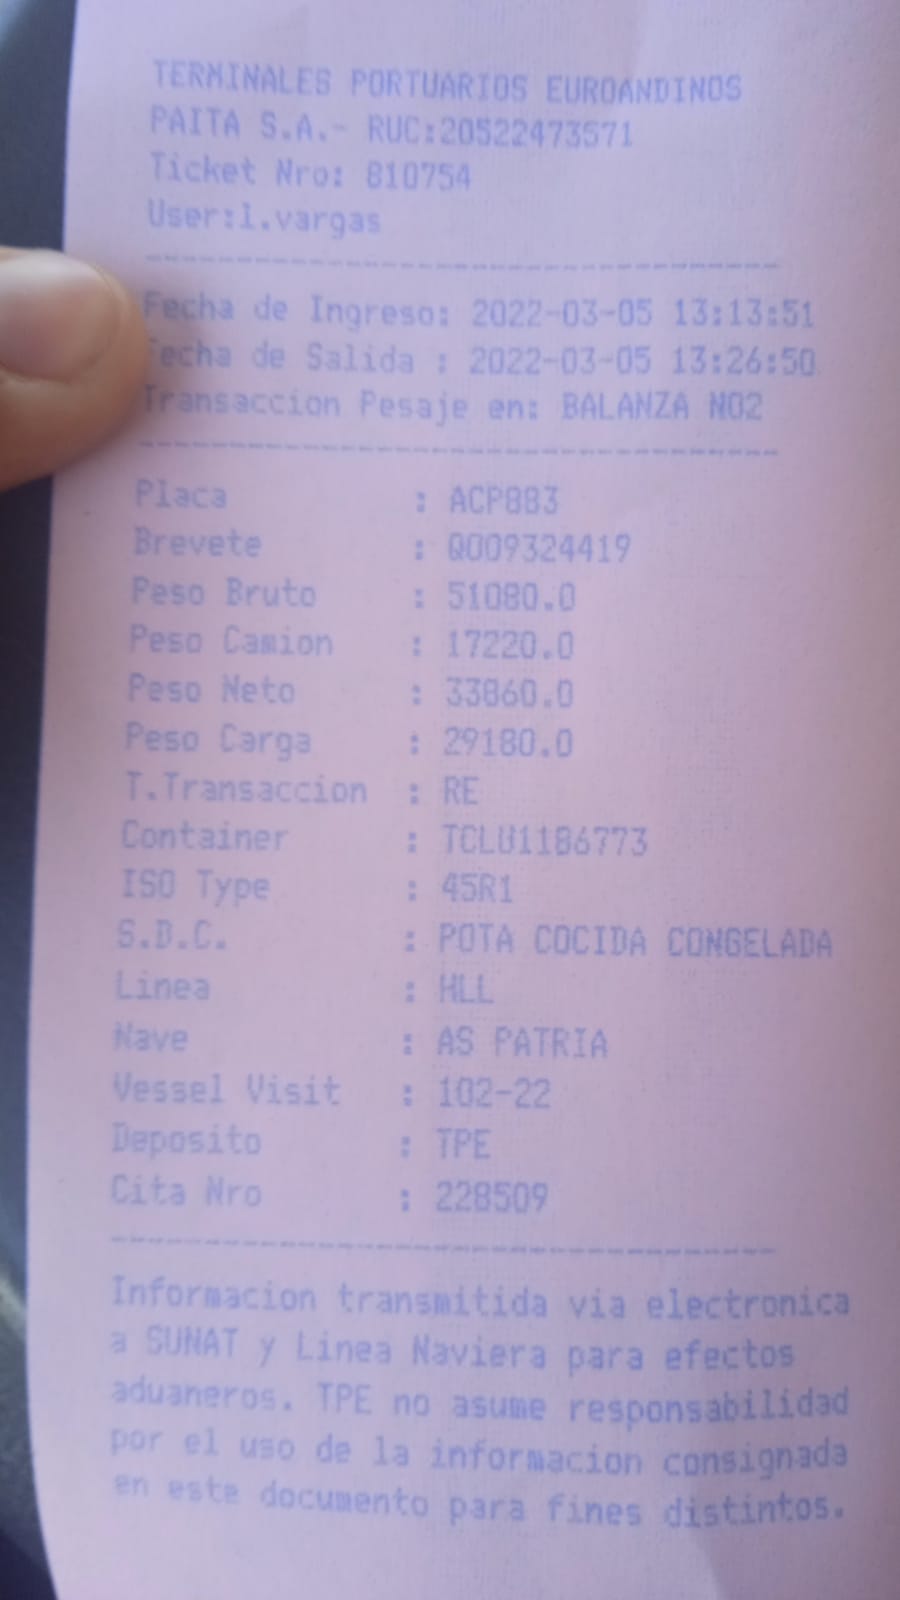 TERMINALES PORTUARIOS EUROANDINOS
PAITA S.A.- RUC:20522473571
Ticket Nro: 810754
User:l.vargas
---------------------------------
Fecha de Ingreso: 2022-03-05 13:13:51
Fecha de Salida : 2022-03-05 13:26:50
Transaccion Pesaje en: BALANZA NO2
---------------------------------
Placa : ACP883
Brevete : Q009324419
Peso Bruto : 51080.0
Peso Camion : 17220.0
Peso Neto : 33860.0
Peso Carga : 29180.0
T.Transaccion : RE
Container : TCLU1186773
ISO Type : 45R1
S.B.C. : POTA COCIDA CONGELADA
Linea : HLL
Nave : AS PATRIA
Vessel Visit : 102-22
Deposito : TPE
Cita Nro : 228509
---------------------------------
Informacion transmitida via electronica
a SUNAT y Linea Naviera para efectos
aduaneros. TPE no asume responsabilidad
por el uso de la informacion consignada
en este documento para fines distintos.